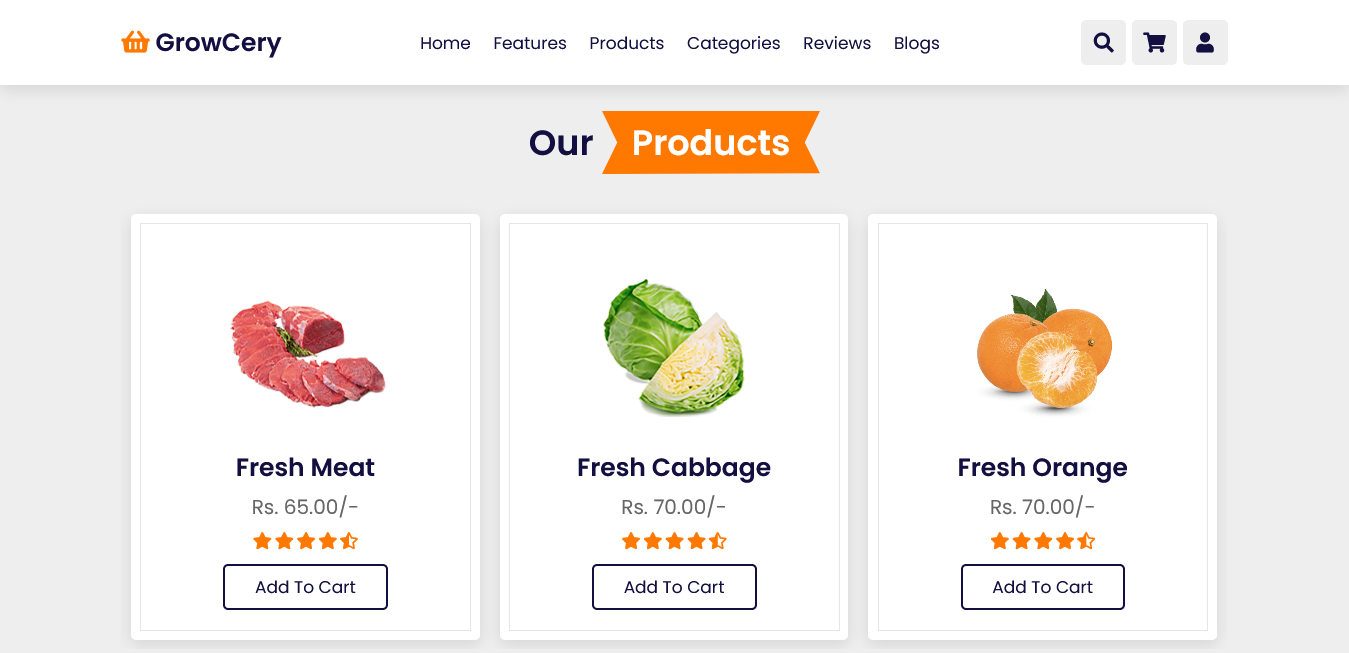 GrowCery
Home Features Products Categories Reviews Blogs
Our Products
Fresh Meat
Rs. 65.00/-
Add To Cart
Fresh Cabbage
Rs. 70.00/-
Add To Cart
Fresh Orange
Rs. 70.00/-
Add To Cart